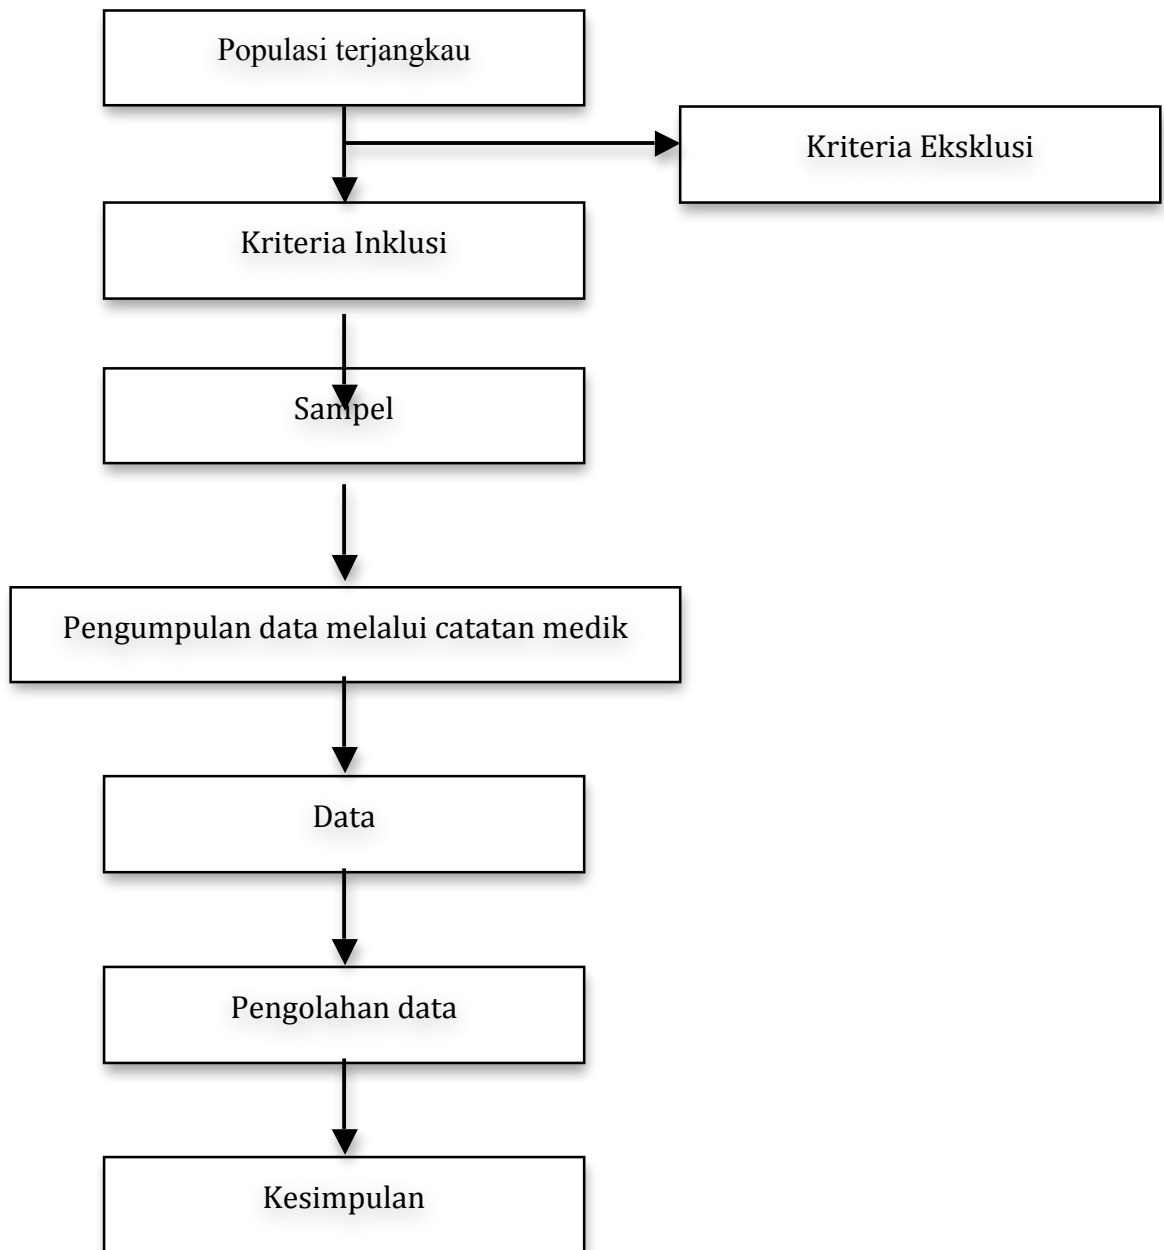 Populasi terjangkau
Kriteria Eksklusi
Kriteria Inklusi
Sampel
Pengumpulan data melalui catatan medik
Data
Pengolahan data
Kesimpulan